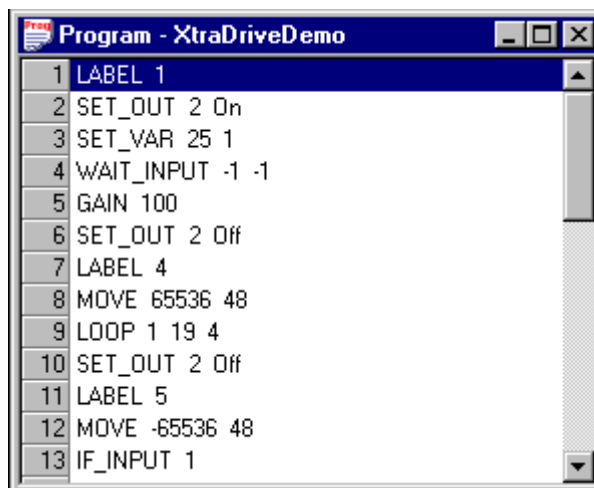 Prog
Program - XtraDriveDemo
1 LABEL 1
2 SET_OUT 2 On
3 SET_VAR 25 1
4 WAIT_INPUT -1 -1
5 GAIN 100
6 SET_OUT 2 Off
7 LABEL 4
8 MOVE 65536 48
9 LOOP 1 19 4
10 SET_OUT 2 Off
11 LABEL 5
12 MOVE -65536 48
13 IF_INPUT 1